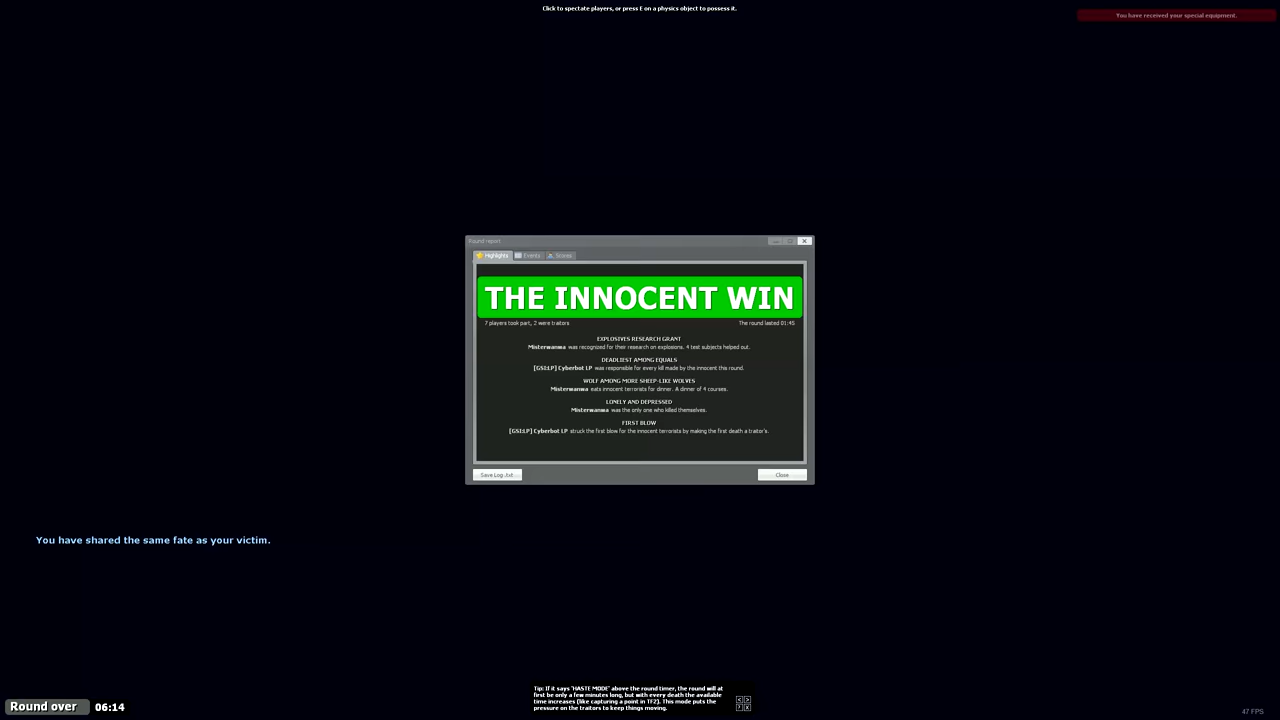 Click to spectate players, or press E on a physics object to possess it.
You have received your special equipment.
Round report
Highlights
Events
Scores
THE INNOCENT WIN
7 players took part, 2 were traitors
The round lasted 01:45
EXPLOSIVES RESEARCH GRANT
Misterwanwa was recognized for their research on explosions. 4 test subjects helped out.
DEADLIEST AMONG EQUALS
[GSI:LP] Cyberbot LP was responsible for every kill made by the innocent this round.
WOLF AMONG MORE SHEEP-LIKE WOLVES
Misterwanwa eats innocent terrorists for dinner. A dinner of 4 courses.
LONELY AND DEPRESSED
Misterwanwa was the only one who killed themselves.
FIRST BLOW
[GSI:LP] Cyberbot LP struck the first blow for the innocent terrorists by making the first death a traitor's.
Save Log .txt
Close
You have shared the same fate as your victim.
Tip: If it says 'HASTE MODE' above the round timer, the round will at
first be only a few minutes long, but with every death the available
time increases (like capturing a point in TF2). This mode puts the
pressure on the traitors to keep things moving.
Round over
06:14
47 FPS